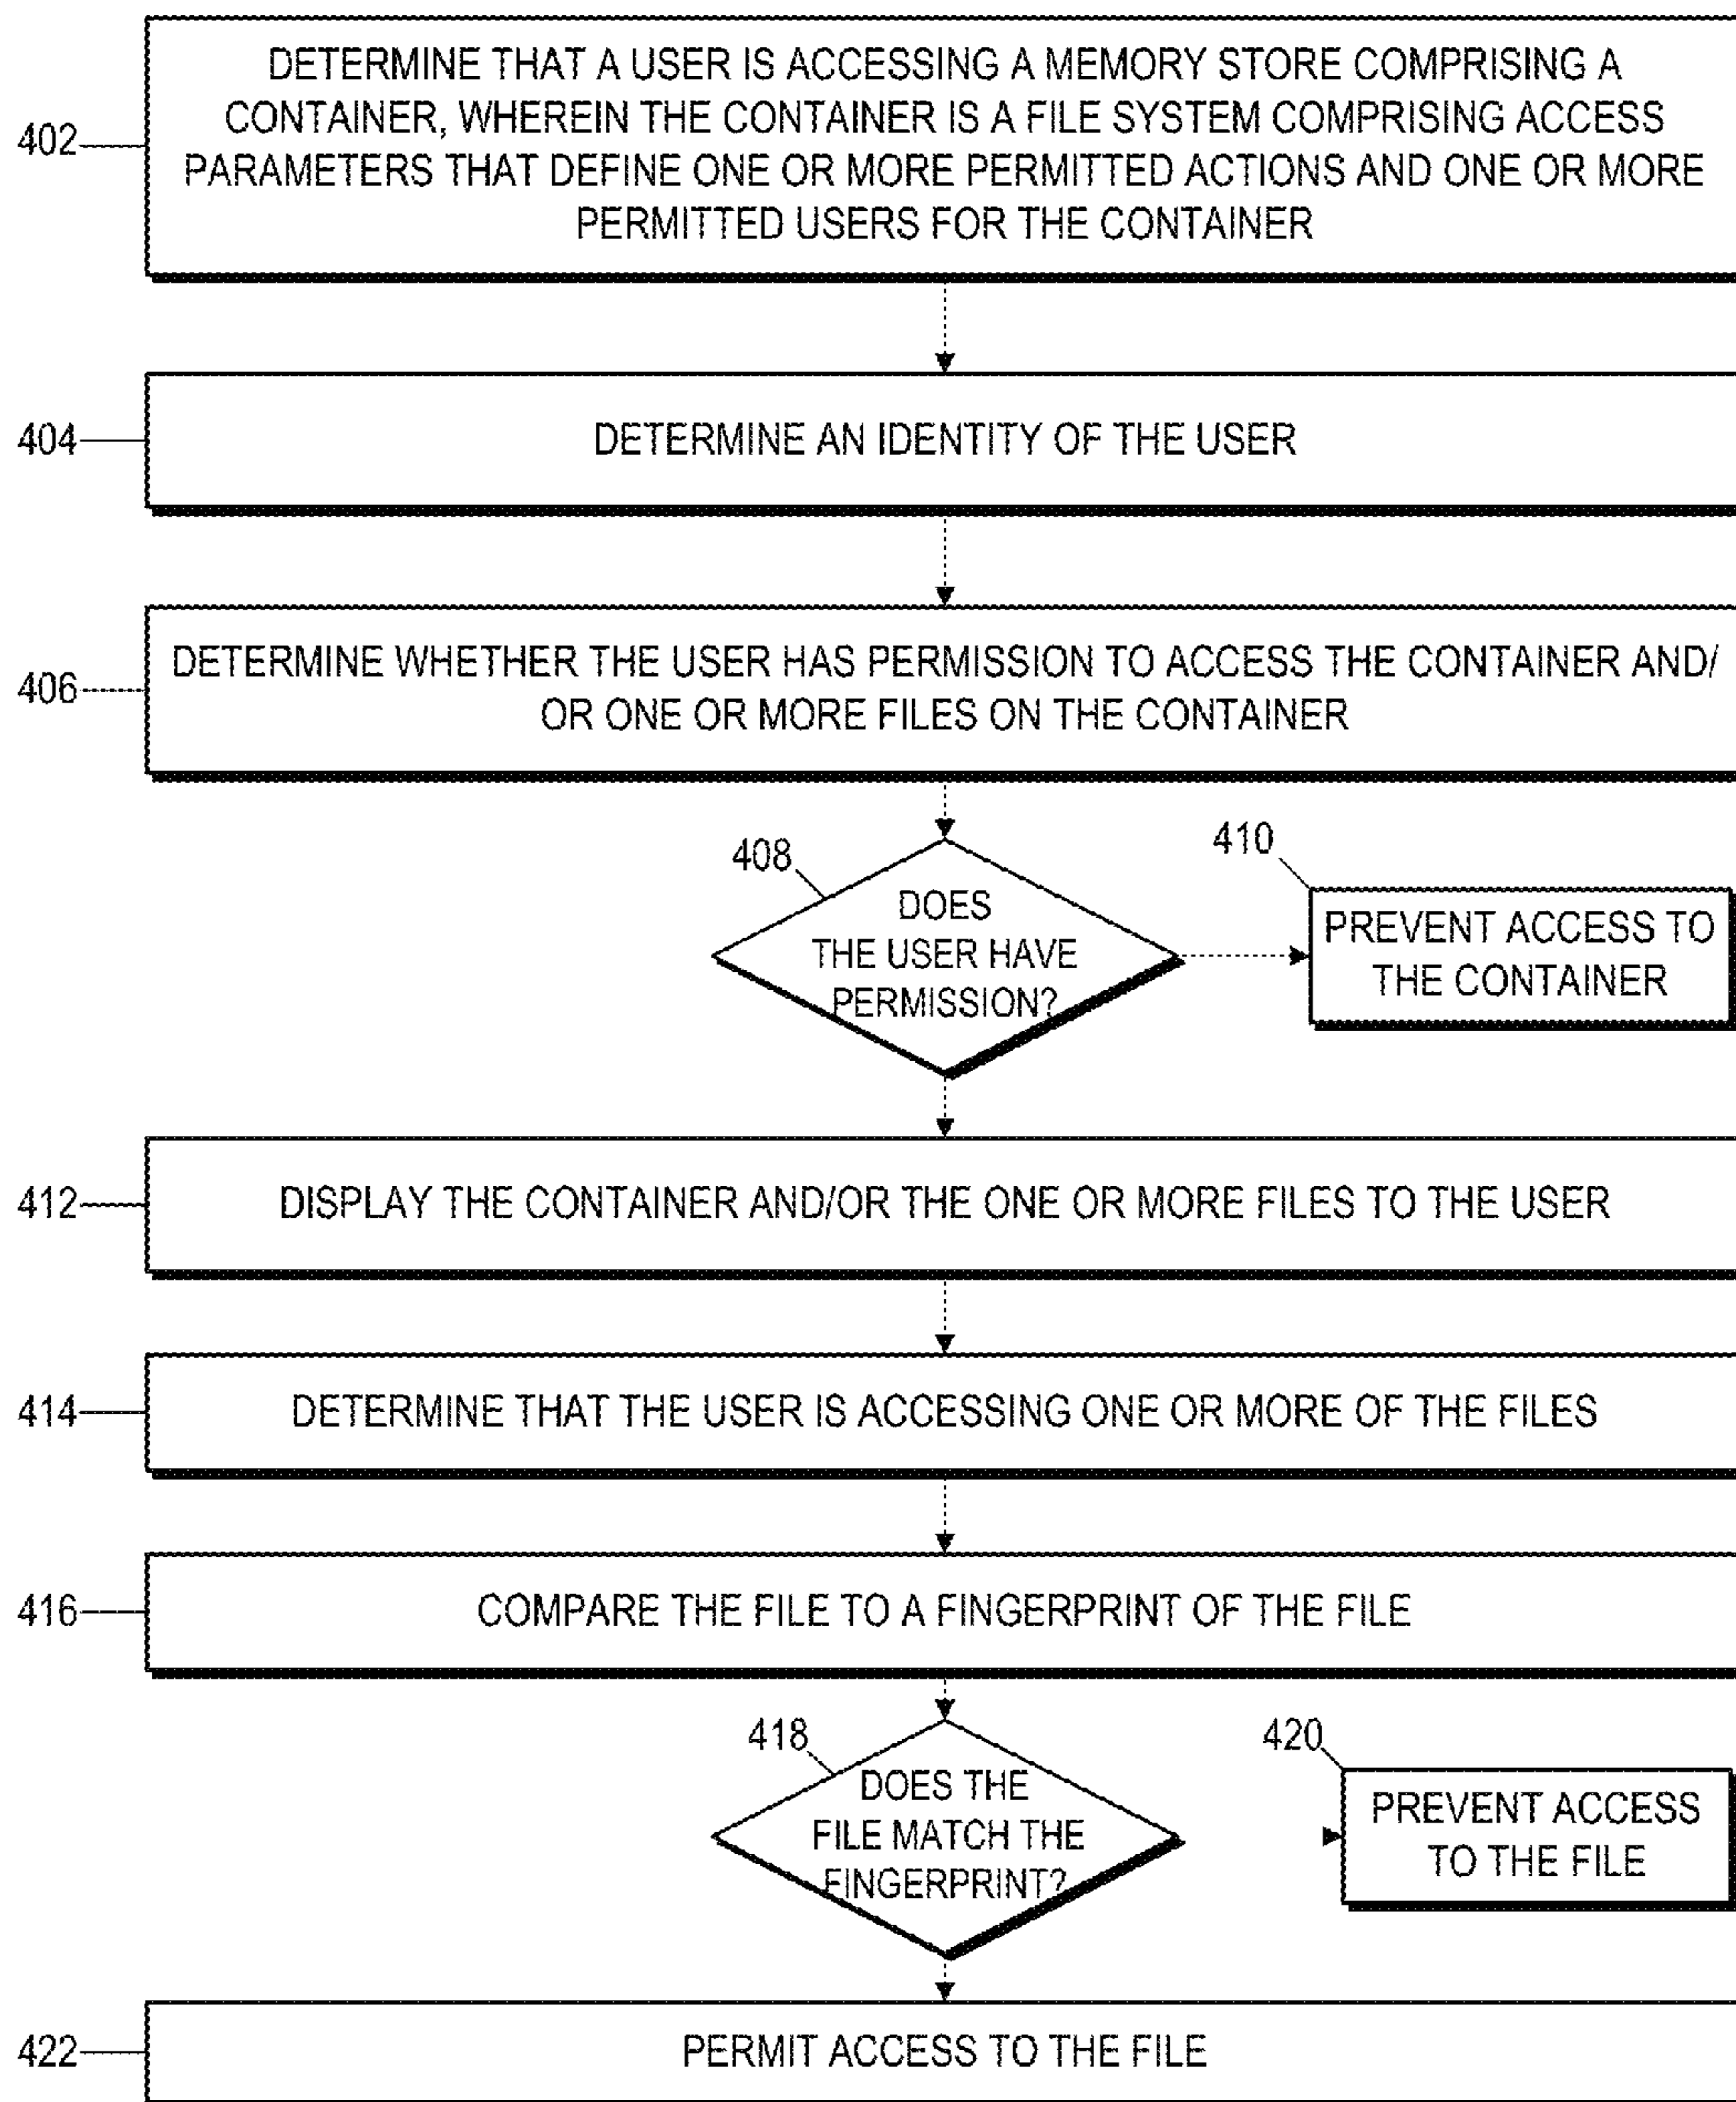 402
DETERMINE THAT A USER IS ACCESSING A MEMORY STORE COMPRISING A
CONTAINER, WHEREIN THE CONTAINER IS A FILE SYSTEM COMPRISING ACCESS
PARAMETERS THAT DEFINE ONE OR MORE PERMITTED ACTIONS AND ONE OR MORE
PERMITTED USERS FOR THE CONTAINER
404
DETERMINE AN IDENTITY OF THE USER
406
DETERMINE WHETHER THE USER HAS PERMISSION TO ACCESS THE CONTAINER AND/
OR ONE OR MORE FILES ON THE CONTAINER
408
DOES
THE USER HAVE
PERMISSION?
410
PREVENT ACCESS TO
THE CONTAINER
412
DISPLAY THE CONTAINER AND/OR THE ONE OR MORE FILES TO THE USER
414
DETERMINE THAT THE USER IS ACCESSING ONE OR MORE OF THE FILES
416
COMPARE THE FILE TO A FINGERPRINT OF THE FILE
418
DOES THE
FILE MATCH THE
FINGERPRINT?
420
PREVENT ACCESS
TO THE FILE
422
PERMIT ACCESS TO THE FILE